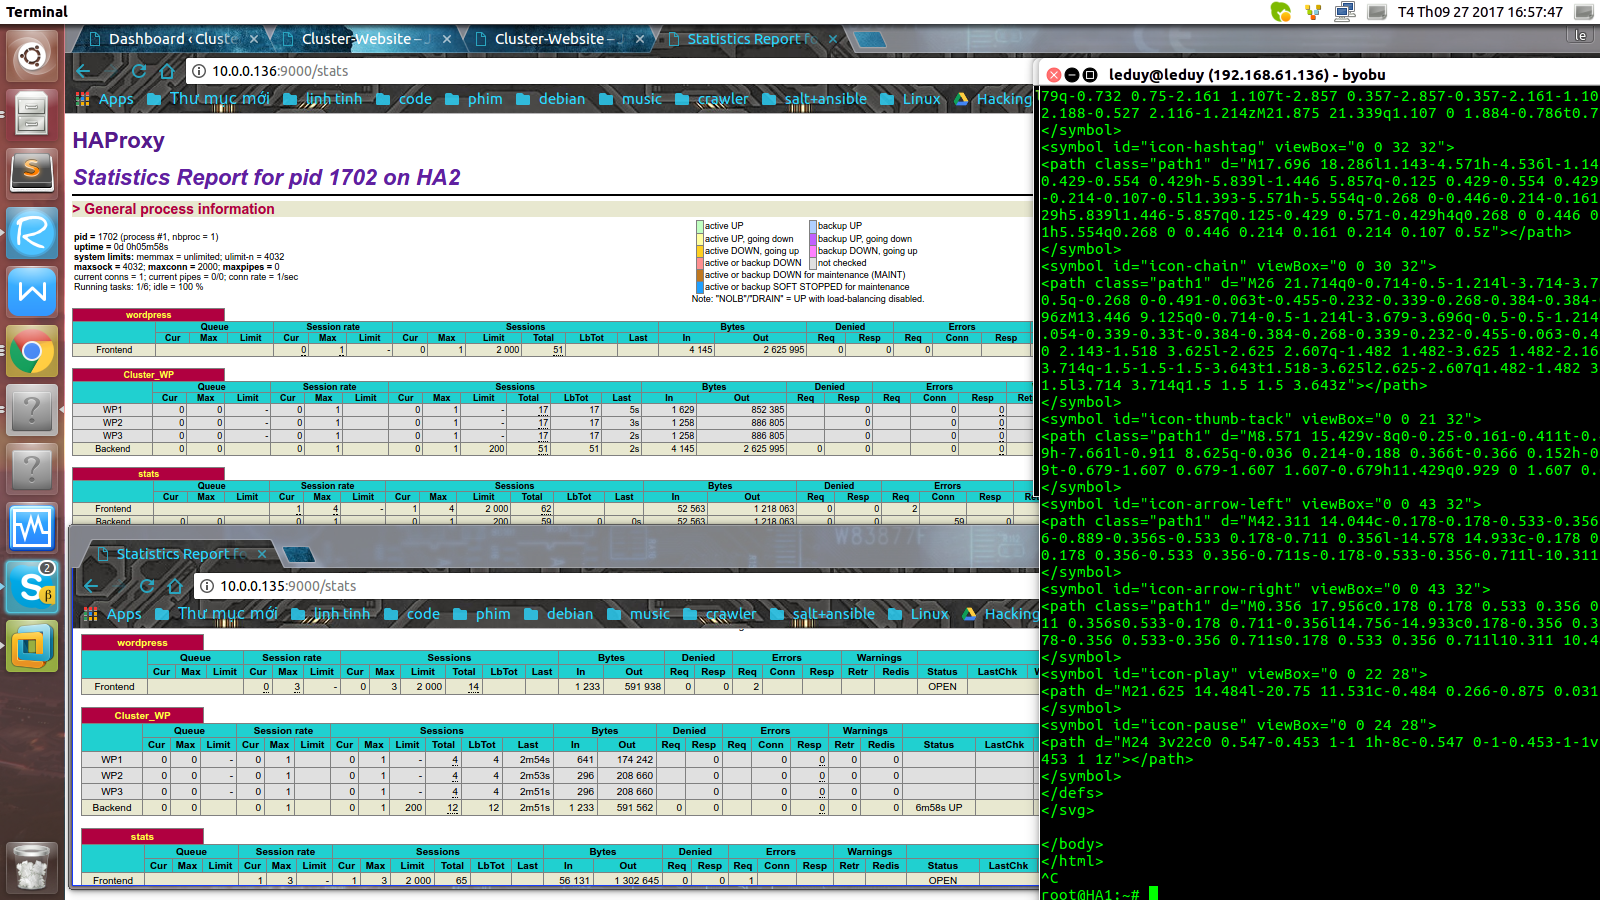 Terminal
T4 Th09 27 2017 16:57:47
Dashboard ‹ Cluste
Cluster-Website –
Cluster-Website –
Statistics Report f
le
10.0.0.136:9000/stats
Apps Thư mục mới linh tinh code phim debian music crawler salt+ansible Linux Hacking
HAProxy
Statistics Report for pid 1702 on HA2
> General process information
pid = 1702 (process #1, nbproc = 1)
uptime = 0d 0h05m58s
system limits: memmax = unlimited; ulimit-n = 4032
maxsock = 4032; maxconn = 2000; maxpipes = 0
current conns = 1; current pipes = 0/0; conn rate = 1/sec
Running tasks: 1/6; idle = 100 %
active UP backup UP
active UP, going down backup UP, going down
active DOWN, going up backup DOWN, going up
active or backup DOWN not checked
active or backup DOWN for maintenance (MAINT)
active or backup SOFT STOPPED for maintenance
Note: "NOLB"/"DRAIN" = UP with load-balancing disabled.
wordpress
Queue Session rate Sessions Bytes Denied Errors
Cur Max Limit Cur Max Limit Cur Max Limit Total LbTot Last In Out Req Resp Req Conn Resp
Frontend 0 1 - 0 1 2 000 51 4 145 2 625 995 0 0 0
Cluster_WP
Queue Session rate Sessions Bytes Denied Errors
Cur Max Limit Cur Max Limit Cur Max Limit Total LbTot Last In Out Req Resp Req Conn Resp Ret
WP1 0 0 - 0 1 0 1 - 17 17 5s 1 629 852 385 0 0 0
WP2 0 0 - 0 1 0 1 - 17 17 3s 1 258 886 805 0 0 0
WP3 0 0 - 0 1 0 1 - 17 17 2s 1 258 886 805 0 0 0
Backend 0 0 0 1 0 1 200 51 51 2s 4 145 2 625 995 0 0 0 0
stats
Queue Session rate Sessions Bytes Denied Errors
Cur Max Limit Cur Max Limit Cur Max Limit Total LbTot Last In Out Req Resp Req Conn Resp
Frontend 1 4 - 1 4 2 000 62 52 563 1 218 063 0 0 2
Backend 0 0 0 1 0 1 200 59 0 0s 52 563 1 218 063 0 0 59 0
Statistics Report fo
10.0.0.135:9000/stats
Apps Thư mục mới linh tinh code phim debian music crawler salt+ansible Linux Hacking
wordpress
Queue Session rate Sessions Bytes Denied Errors Warnings
Cur Max Limit Cur Max Limit Cur Max Limit Total LbTot Last In Out Req Resp Req Conn Resp Retr Redis Status LastChk
Frontend 0 3 - 0 3 2 000 14 1 233 591 938 0 0 2 OPEN
Cluster_WP
Queue Session rate Sessions Bytes Denied Errors Warnings
Cur Max Limit Cur Max Limit Cur Max Limit Total LbTot Last In Out Req Resp Req Conn Resp Retr Redis Status LastChk
WP1 0 0 - 0 1 0 1 - 4 4 2m54s 641 174 242 0 0 0 0 0
WP2 0 0 - 0 1 0 1 - 4 4 2m53s 296 208 660 0 0 0 0 0
WP3 0 0 - 0 1 0 1 - 4 4 2m51s 296 208 660 0 0 0 0 0
Backend 0 0 0 1 0 1 200 12 12 2m51s 1 233 591 562 0 0 0 0 0 0 6m58s UP
stats
Queue Session rate Sessions Bytes Denied Errors Warnings
Cur Max Limit Cur Max Limit Cur Max Limit Total LbTot Last In Out Req Resp Req Conn Resp Retr Redis Status LastChk
Frontend 1 3 - 1 3 2 000 65 56 131 1 302 645 0 0 1 OPEN
leduy@leduy (192.168.61.136) - byobu
79q-0.732 0.75-2.161 1.107t-2.857 0.357-2.857-0.357-2.161-1.10
2.188-0.527 2.116-1.214zM21.875 21.339q1.107 0 1.884-0.786t0.7
</symbol>
<symbol id="icon-hashtag" viewBox="0 0 32 32">
<path class="path1" d="M17.696 18.286l1.143-4.571h-4.536l-1.14
0.429-0.554 0.429h-5.839l-1.446 5.857q-0.125 0.429-0.554 0.429
-0.214-0.107-0.5l1.393-5.571h-5.554q-0.268 0-0.446-0.214-0.161
29h5.839l1.446-5.857q0.125-0.429 0.571-0.429h4q0.268 0 0.446 0
1h5.554q0.268 0 0.446 0.214 0.161 0.214 0.107 0.5z"></path>
</symbol>
<symbol id="icon-chain" viewBox="0 0 30 32">
<path class="path1" d="M26 21.714q0-0.714-0.5-1.214l-3.714-3.7
0.5q-0.268 0-0.491-0.063t-0.455-0.232-0.339-0.268-0.384-0.384-
96zM13.446 9.125q0-0.714-0.5-1.214l-3.679-3.696q-0.5-0.5-1.214
.054-0.339-0.33t-0.384-0.384-0.268-0.339-0.232-0.455-0.063-0.4
0 2.143-1.518 3.625l-2.625 2.607q-1.482 1.482-3.625 1.482-2.16
3.714q-1.5-1.5-1.5-3.643t1.518-3.625l2.625-2.607q1.482-1.482 3
1.5l3.714 3.714q1.5 1.5 1.5 3.643z"></path>
</symbol>
<symbol id="icon-thumb-tack" viewBox="0 0 21 32">
<path class="path1" d="M8.571 15.429v-8q0-0.25-0.161-0.411t-0.
9h-7.661l-0.911 8.625q-0.036 0.214-0.188 0.366t-0.366 0.152h-0
9t-0.679-1.607 0.679-1.607 1.607-0.679h11.429q0.929 0 1.607 0.
</symbol>
<symbol id="icon-arrow-left" viewBox="0 0 43 32">
<path class="path1" d="M42.311 14.044c-0.178-0.178-0.533-0.356
6-0.889-0.356s-0.533 0.178-0.711 0.356l-14.578 14.933c-0.178 0
0.178 0.356-0.533 0.356-0.711s-0.178-0.533-0.356-0.711l-10.311
</symbol>
<symbol id="icon-arrow-right" viewBox="0 0 43 32">
<path class="path1" d="M0.356 17.956c0.178 0.178 0.533 0.356 0
11 0.356s0.533-0.178 0.711-0.356l14.756-14.933c0.178-0.356 0.3
78-0.356 0.533-0.356 0.711s0.178 0.533 0.356 0.711l10.311 10.4
</symbol>
<symbol id="icon-play" viewBox="0 0 22 28">
<path d="M21.625 14.484l-20.75 11.531c-0.484 0.266-0.875 0.031
</symbol>
<symbol id="icon-pause" viewBox="0 0 24 28">
<path d="M24 3v22c0 0.547-0.453 1-1 1h-8c-0.547 0-1-0.453-1-1v
453 1 1z"></path>
</symbol>
</defs>
</svg>
</body>
</html>
^C
root@HA1:~#